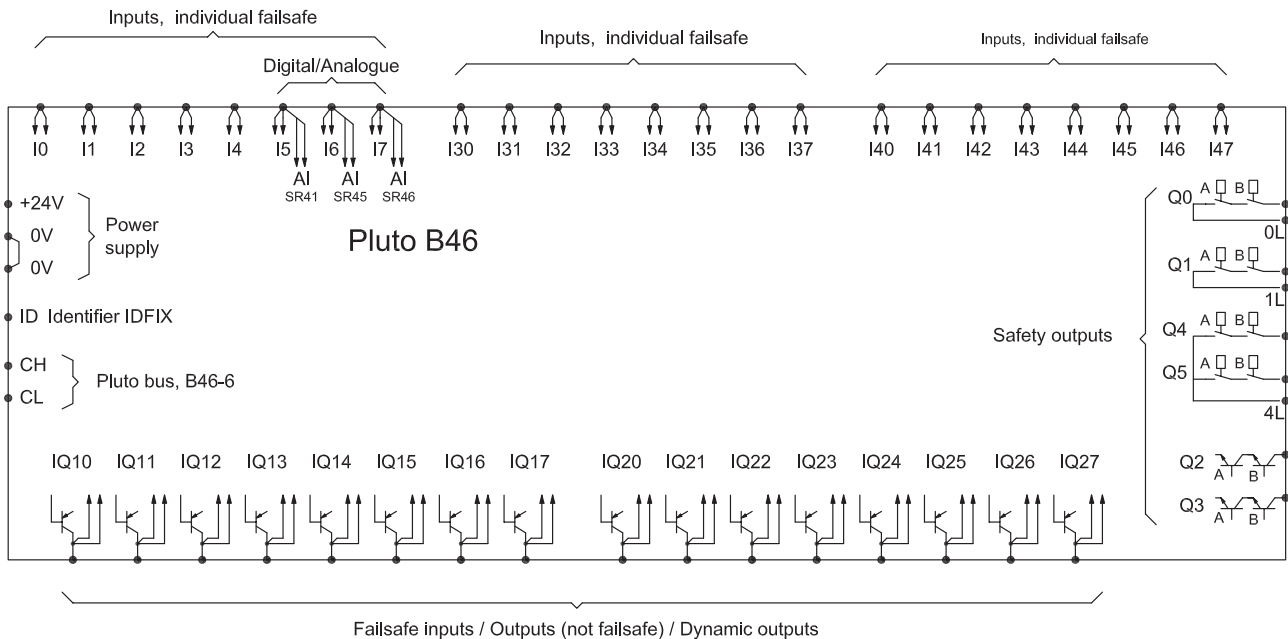 Inputs, individual failsafe
Inputs, individual failsafe
Inputs, individual failsafe
Digital/Analogue
I0 I1 I2 I3 I4 I5 I6 I7 I30 I31 I32 I33 I34 I35 I36 I37 I40 I41 I42 I43 I44 I45 I46 I47
AI AI AI
SR41 SR45 SR46
+24V
0V
0V
Power
supply
Pluto B46
ID Identifier IDFIX
CH
CL
Pluto bus, B46-6
Safety outputs
Q0 A B
0L
Q1 A B
1L
Q4 A B
Q5 A B
4L
Q2 A B
Q3 A B
IQ10 IQ11 IQ12 IQ13 IQ14 IQ15 IQ16 IQ17 IQ20 IQ21 IQ22 IQ23 IQ24 IQ25 IQ26 IQ27
Failsafe inputs / Outputs (not failsafe) / Dynamic outputs